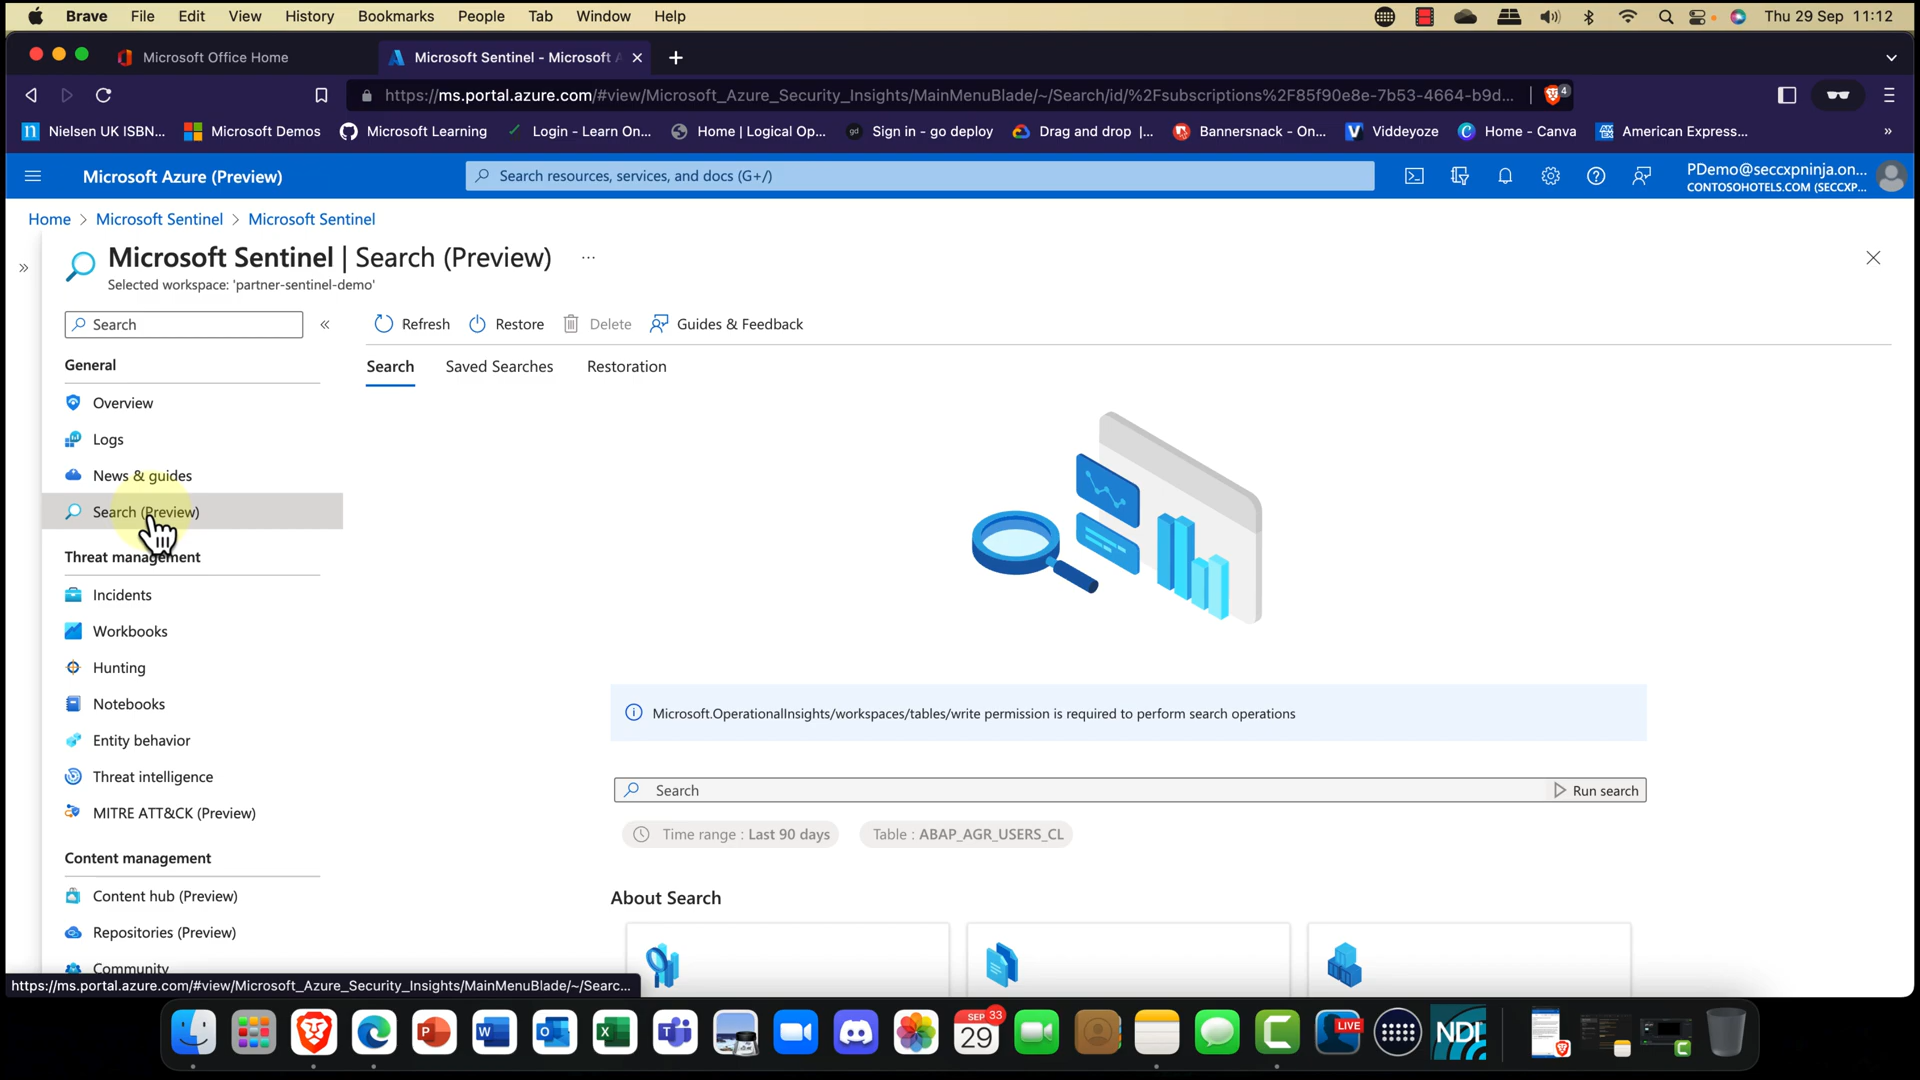 Brave File Edit View History Bookmarks People Tab Window Help Thu 29 Sep 11:12
Microsoft Office Home Microsoft Sentinel - Microsoft A
https://ms.portal.azure.com/#view/Microsoft_Azure_Security_Insights/MainMenuBlade/~/Search/id/%2Fsubscriptions%2F85f90e8e-7b53-4664-b9d... 4
Nielsen UK ISBN... Microsoft Demos Microsoft Learning Login - Learn On... Home | Logical Op... gd Sign in - go deploy Drag and drop |... Bannersnack - On... Viddeyoze Home - Canva American Express... »
Microsoft Azure (Preview) Search resources, services, and docs (G+/) PDemo@seccxpninja.on...
CONTOSOHOTELS.COM (SECCXP...
Home > Microsoft Sentinel > Microsoft Sentinel
Microsoft Sentinel | Search (Preview) ...
Selected workspace: 'partner-sentinel-demo'
Search « Refresh Restore Delete Guides & Feedback
General
Search Saved Searches Restoration
Overview
Logs
News & guides
Search (Preview)
Threat management
Incidents
Workbooks
Hunting
Notebooks
Entity behavior
Threat intelligence
MITRE ATT&CK (Preview)
Content management
Content hub (Preview)
Repositories (Preview)
Community
Microsoft.OperationalInsights/workspaces/tables/write permission is required to perform search operations
Search Run search
Time range : Last 90 days Table : ABAP_AGR_USERS_CL
About Search
https://ms.portal.azure.com/#view/Microsoft_Azure_Security_Insights/MainMenuBlade/~/Searc...
SEP 33
29
LIVE
NDI